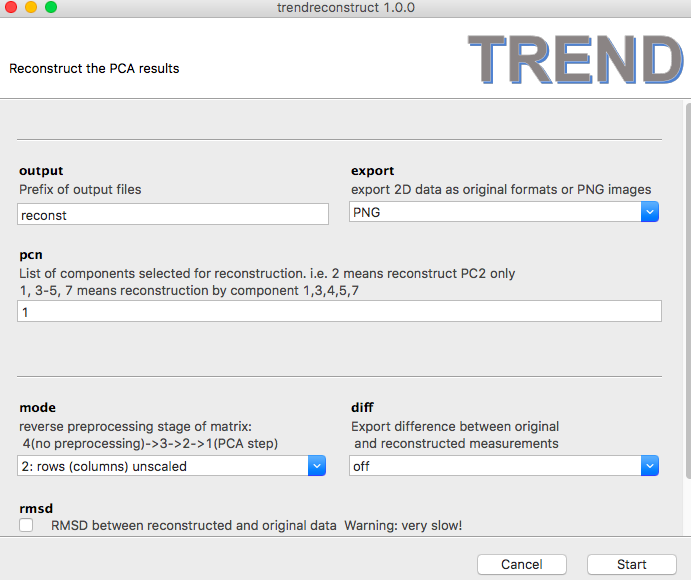 trendreconstruct 1.0.0
Reconstruct the PCA results
TREND
output
Prefix of output files
reconst
export
export 2D data as original formats or PNG images
PNG
pcn
List of components selected for reconstruction. i.e. 2 means reconstruct PC2 only
1, 3-5, 7 means reconstruction by component 1,3,4,5,7
1
mode
reverse preprocessing stage of matrix:
4(no preprocessing)->3->2->1(PCA step)
2: rows (columns) unscaled
diff
Export difference between original
and reconstructed measurements
off
rmsd
RMSD between reconstructed and original data Warning: very slow!
Cancel
Start